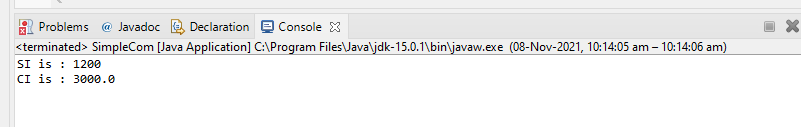 Problems @ Javadoc Declaration Console
<terminated> SimpleCom [Java Application] C:\Program Files\Java\jdk-15.0.1\bin\javaw.exe (08-Nov-2021, 10:14:05 am – 10:14:06 am)
SI is : 1200
CI is : 3000.0